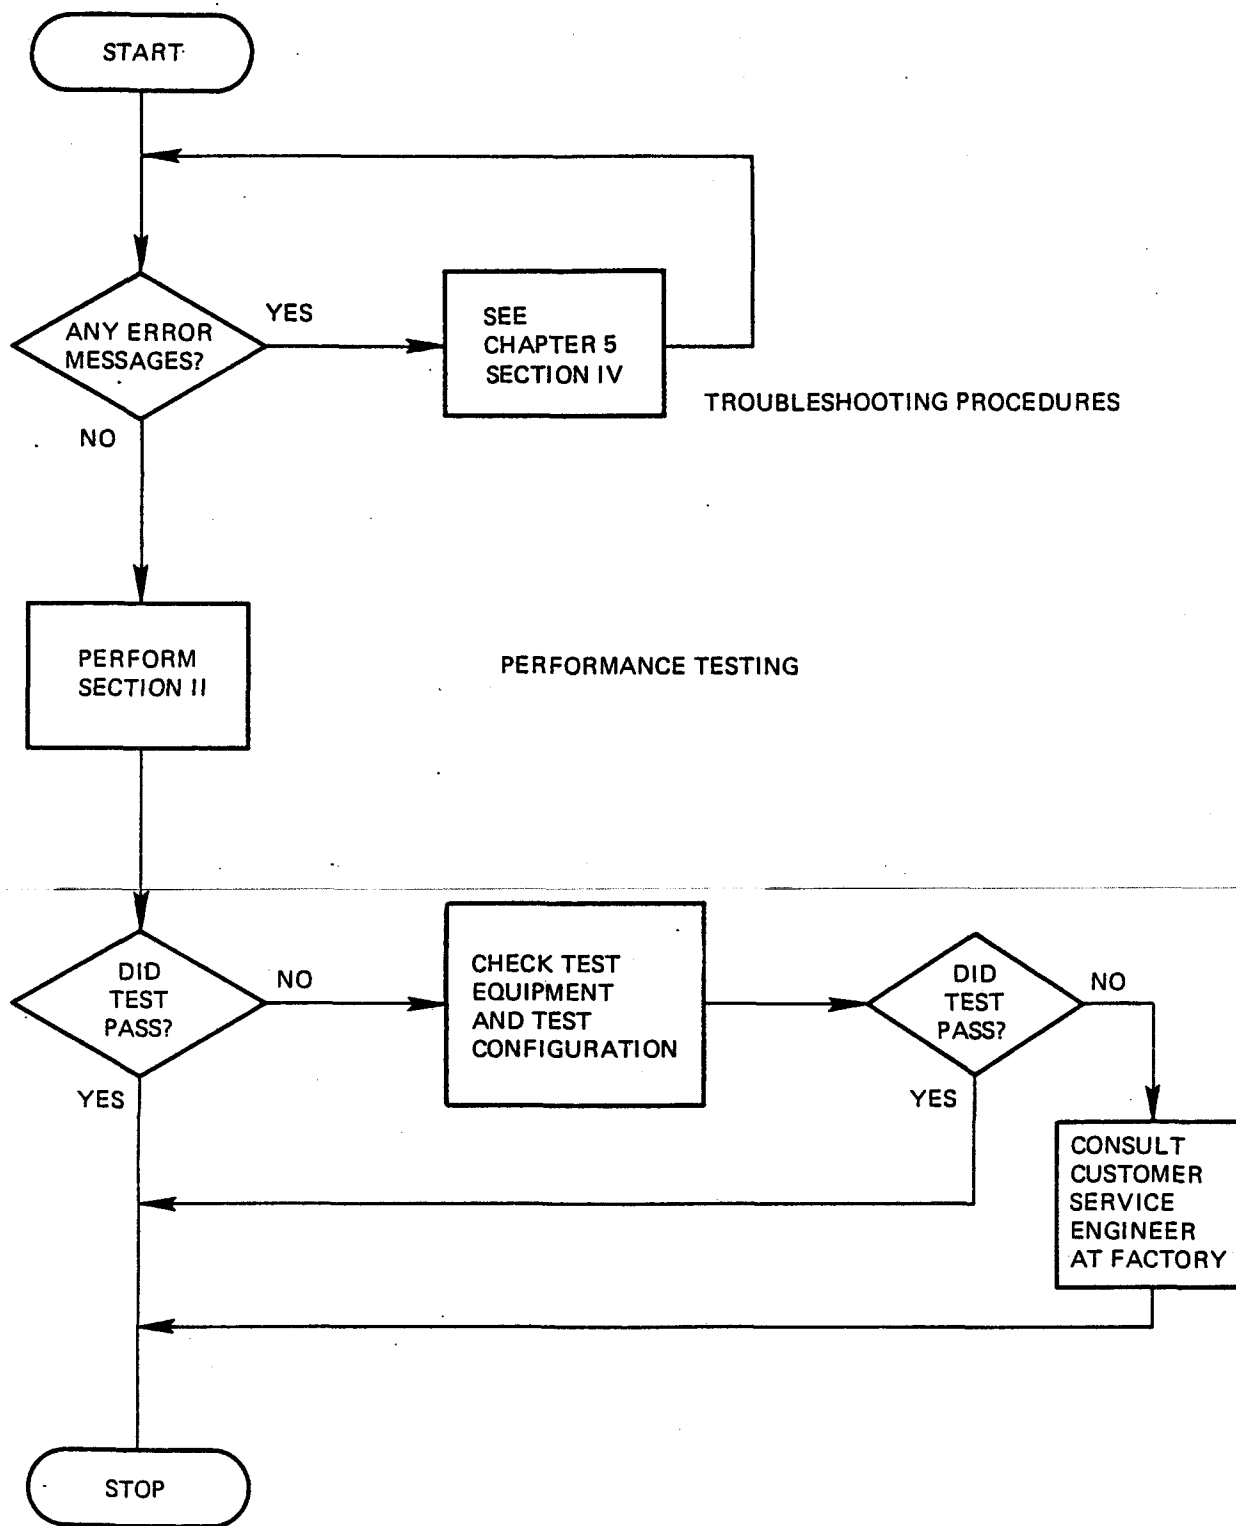 START
YES
ANY ERROR
MESSAGES?
SEE
CHAPTER 5
SECTION IV
TROUBLESHOOTING PROCEDURES
NO
PERFORM
SECTION II
PERFORMANCE TESTING
DID
TEST
PASS?
NO
YES
CHECK TEST
EQUIPMENT
AND TEST
CONFIGURATION
DID
TEST
PASS?
NO
YES
CONSULT
CUSTOMER
SERVICE
ENGINEER
AT FACTORY
STOP